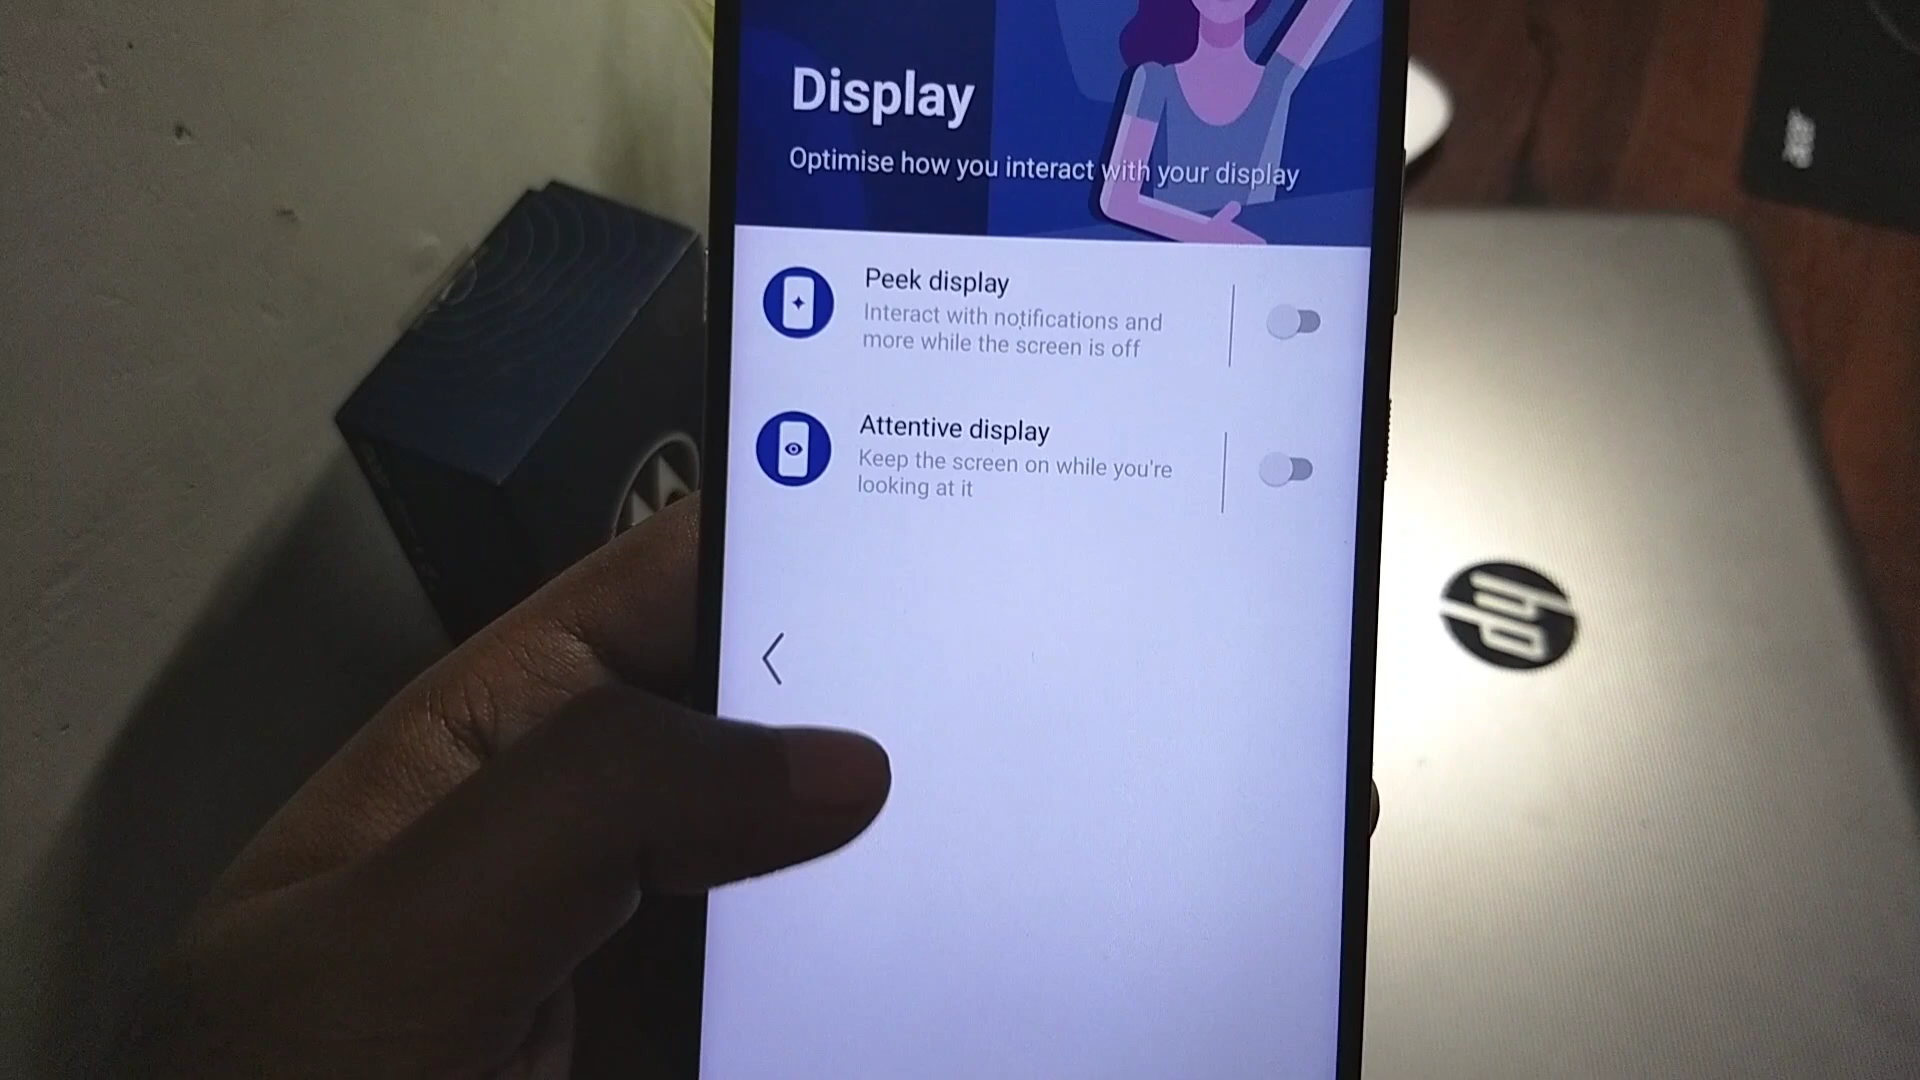 Display
Optimise how you interact with your display
Peek display
Interact with notifications and
more while the screen is off
Attentive display
Keep the screen on while you're
looking at it
hp